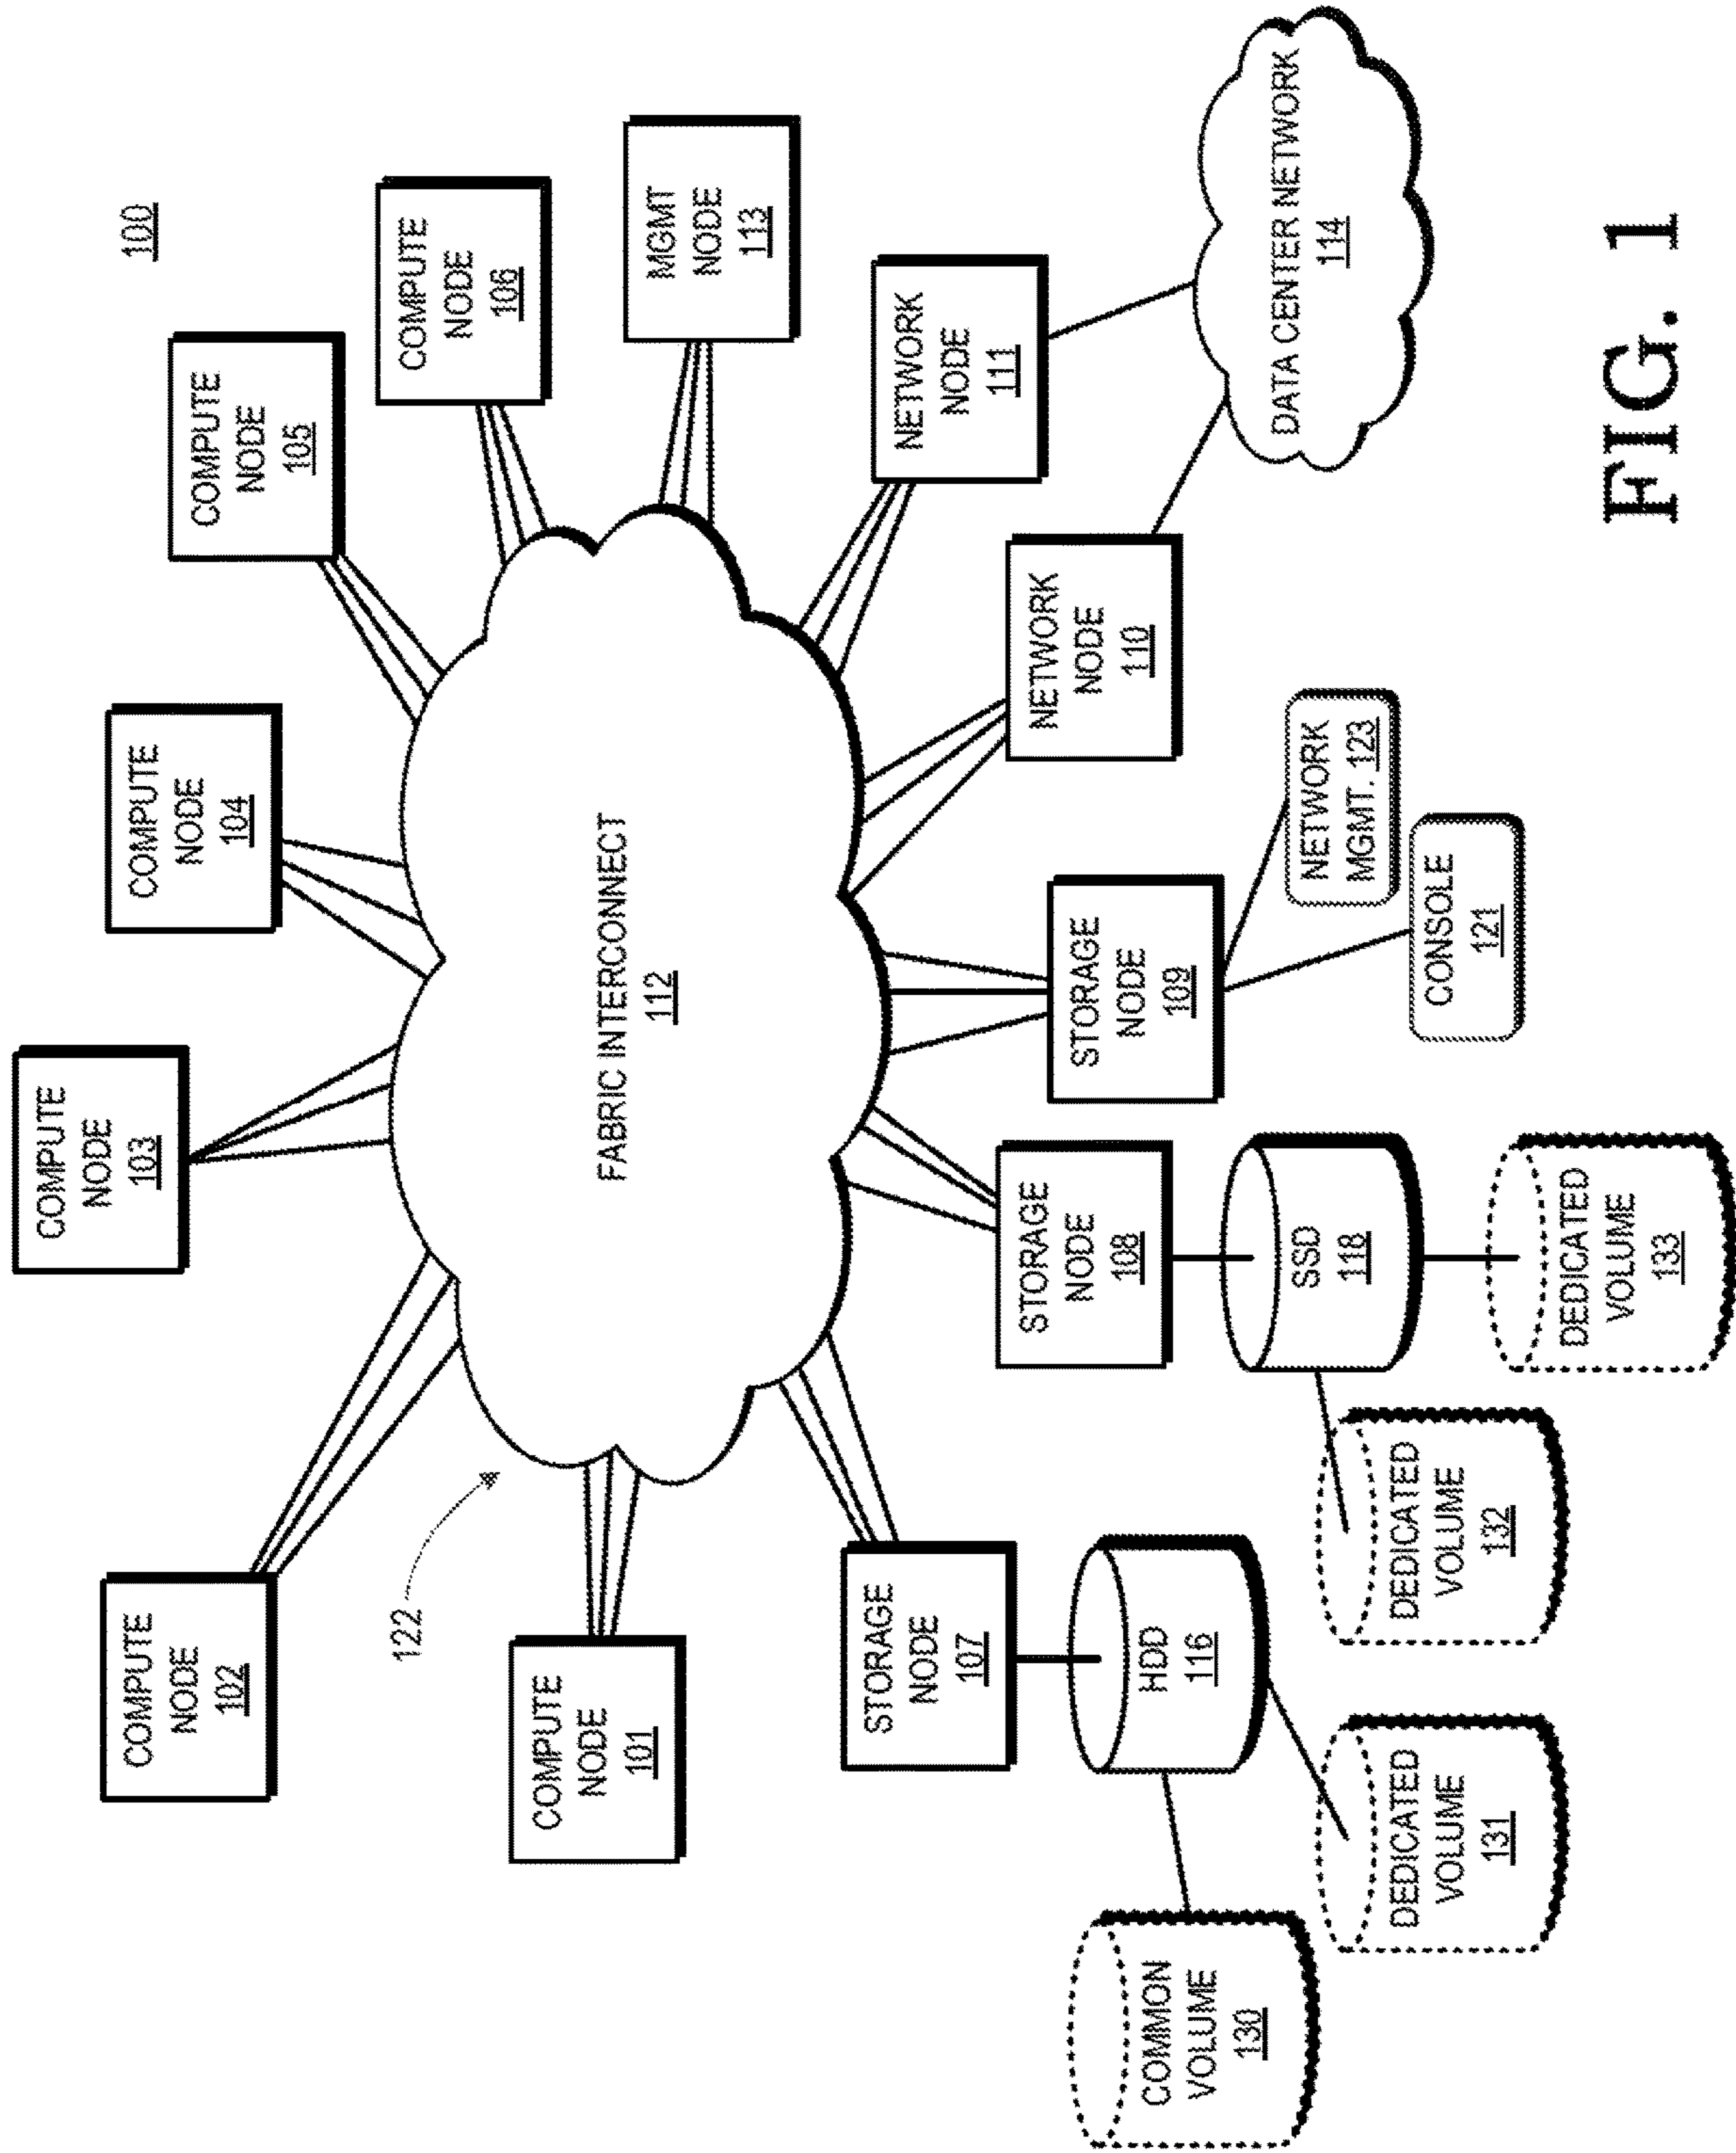 100
COMPUTE
NODE
102
COMPUTE
NODE
103
COMPUTE
NODE
104
COMPUTE
NODE
105
COMPUTE
NODE
106
MGMT
NODE
113
122
COMPUTE
NODE
101
FABRIC INTERCONNECT
112
STORAGE
NODE
107
STORAGE
NODE
108
STORAGE
NODE
109
NETWORK
NODE
110
NETWORK
NODE
111
HDD
116
SSD
118
NETWORK
MGMT. 123
CONSOLE
121
DATA CENTER NETWORK
114
COMMON
VOLUME
130
DEDICATED
VOLUME
131
DEDICATED
VOLUME
132
DEDICATED
VOLUME
133
FIG. 1